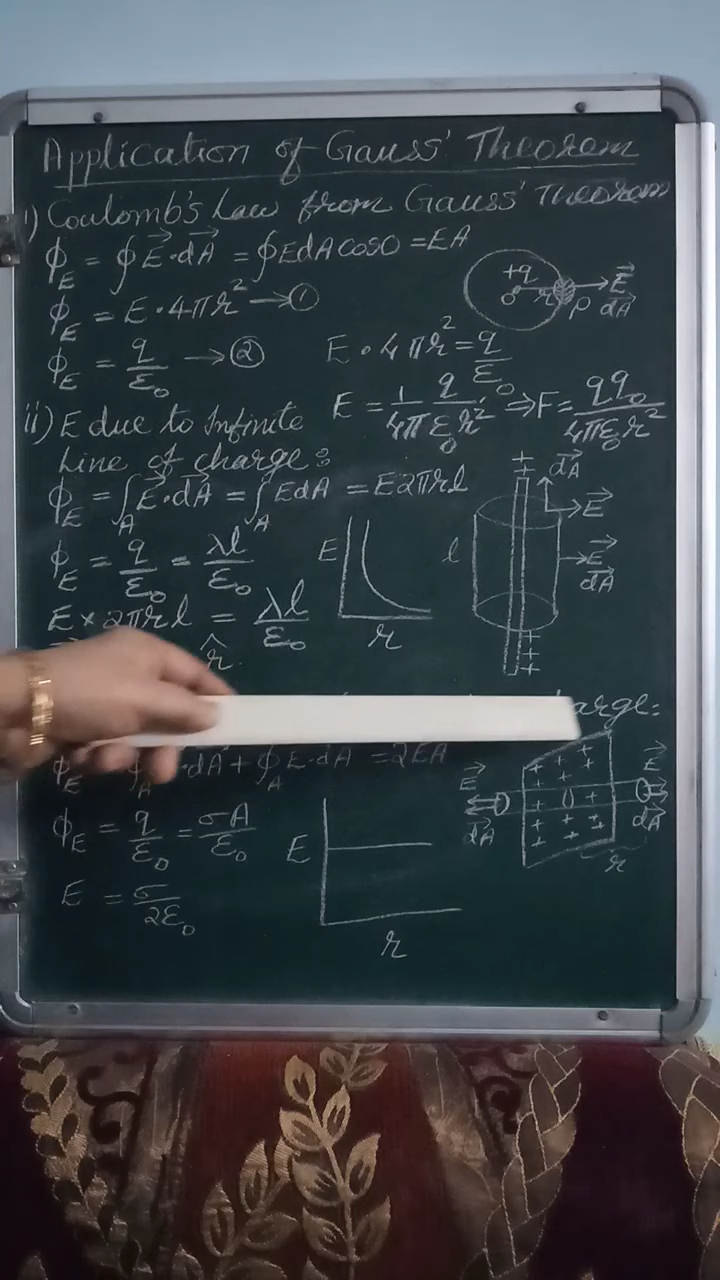 Application of Gauss' Theorem
i) Coulomb's Law from Gauss' Theorem
ϕ_E = ∮E⃗·dA⃗ = ∮EdAcos0 = EA
ϕ_E = E·4πr² → ①
ϕ_E = q/ε₀ → ②
E·4πr² = q/ε₀
E = 1/4πε₀ q/r² ⇒ F = qq₀/4πε₀r²
+q
O r P E⃗
dA⃗
ii) E due to Infinite
Line of charge:
ϕ_E = ∫_A E⃗·dA⃗ = ∫_A EdA = E2πrl
ϕ_E = q/ε₀ = λl/ε₀
E × 2πrl = λl/ε₀
r̂
E
r
++
dA⃗
E⃗
l
E⃗
dA⃗
+ +
+ +
+
arge:
ϕ_E · dA + ∮_A E·dA = 2EA
ϕ_E = q/ε₀ = σA/ε₀
E = σ/2ε₀
E
r
E⃗
dA⃗
+ + + + + + + + + + + +
E⃗
dA⃗
r